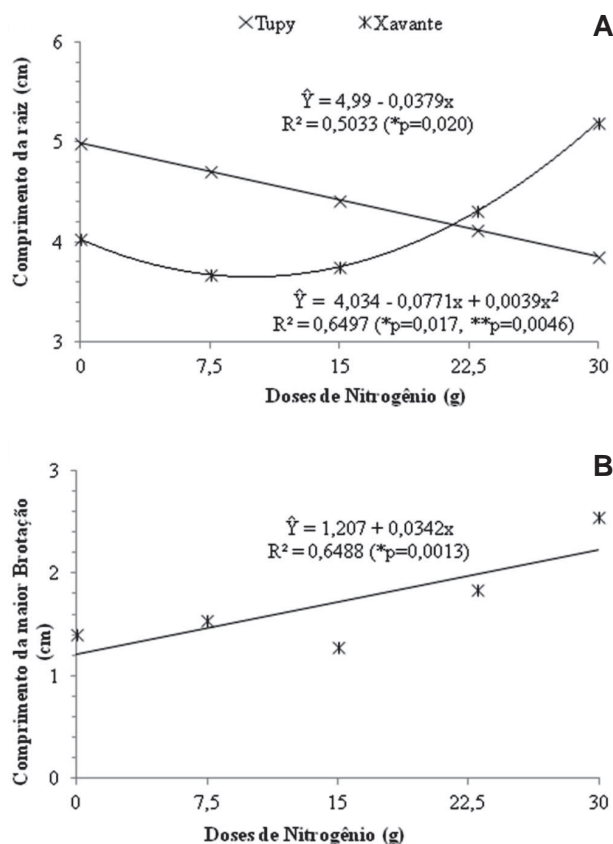 Tupy Xavante A
Comprimento da raiz (cm)
6
5
4
3
Ŷ = 4,99 - 0,0379x
R² = 0,5033 (*p=0,020)
Ŷ = 4,034 - 0,0771x + 0,0039x²
R² = 0,6497 (*p=0,017, **p=0,0046)
0 7,5 15 22,5 30
Doses de Nitrogênio (g)
B
Comprimento da maior Brotação
(cm)
3
2
1
0
Ŷ = 1,207 + 0,0342x
R² = 0,6488 (*p=0,0013)
0 7,5 15 22,5 30
Doses de Nitrogênio (g)